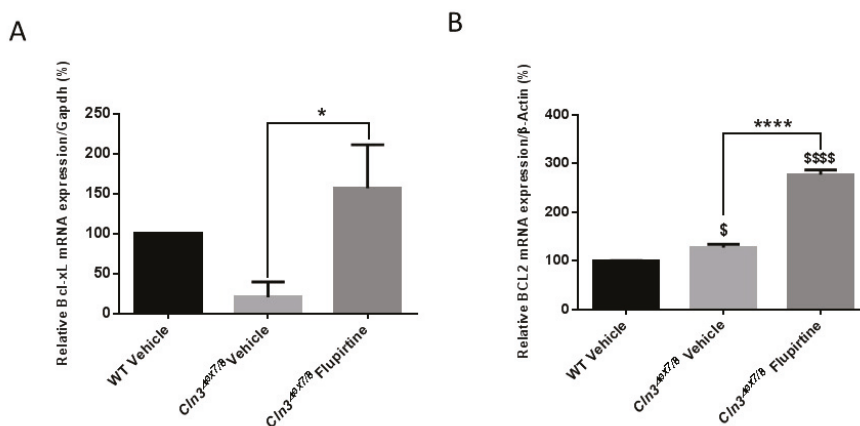 A
Relative Bcl-xL mRNA expression/Gapdh (%)
250
200
150
100
50
0
*
WT Vehicle
Cln3Δex7/8 Vehicle
Cln3Δex7/8 Flupirtine
B
Relative BCL2 mRNA expression/β-Actin (%)
400
300
200
100
0
****
$
$$$$
WT Vehicle
Cln3Δex7/8 Vehicle
Cln3Δex7/8 Flupirtine